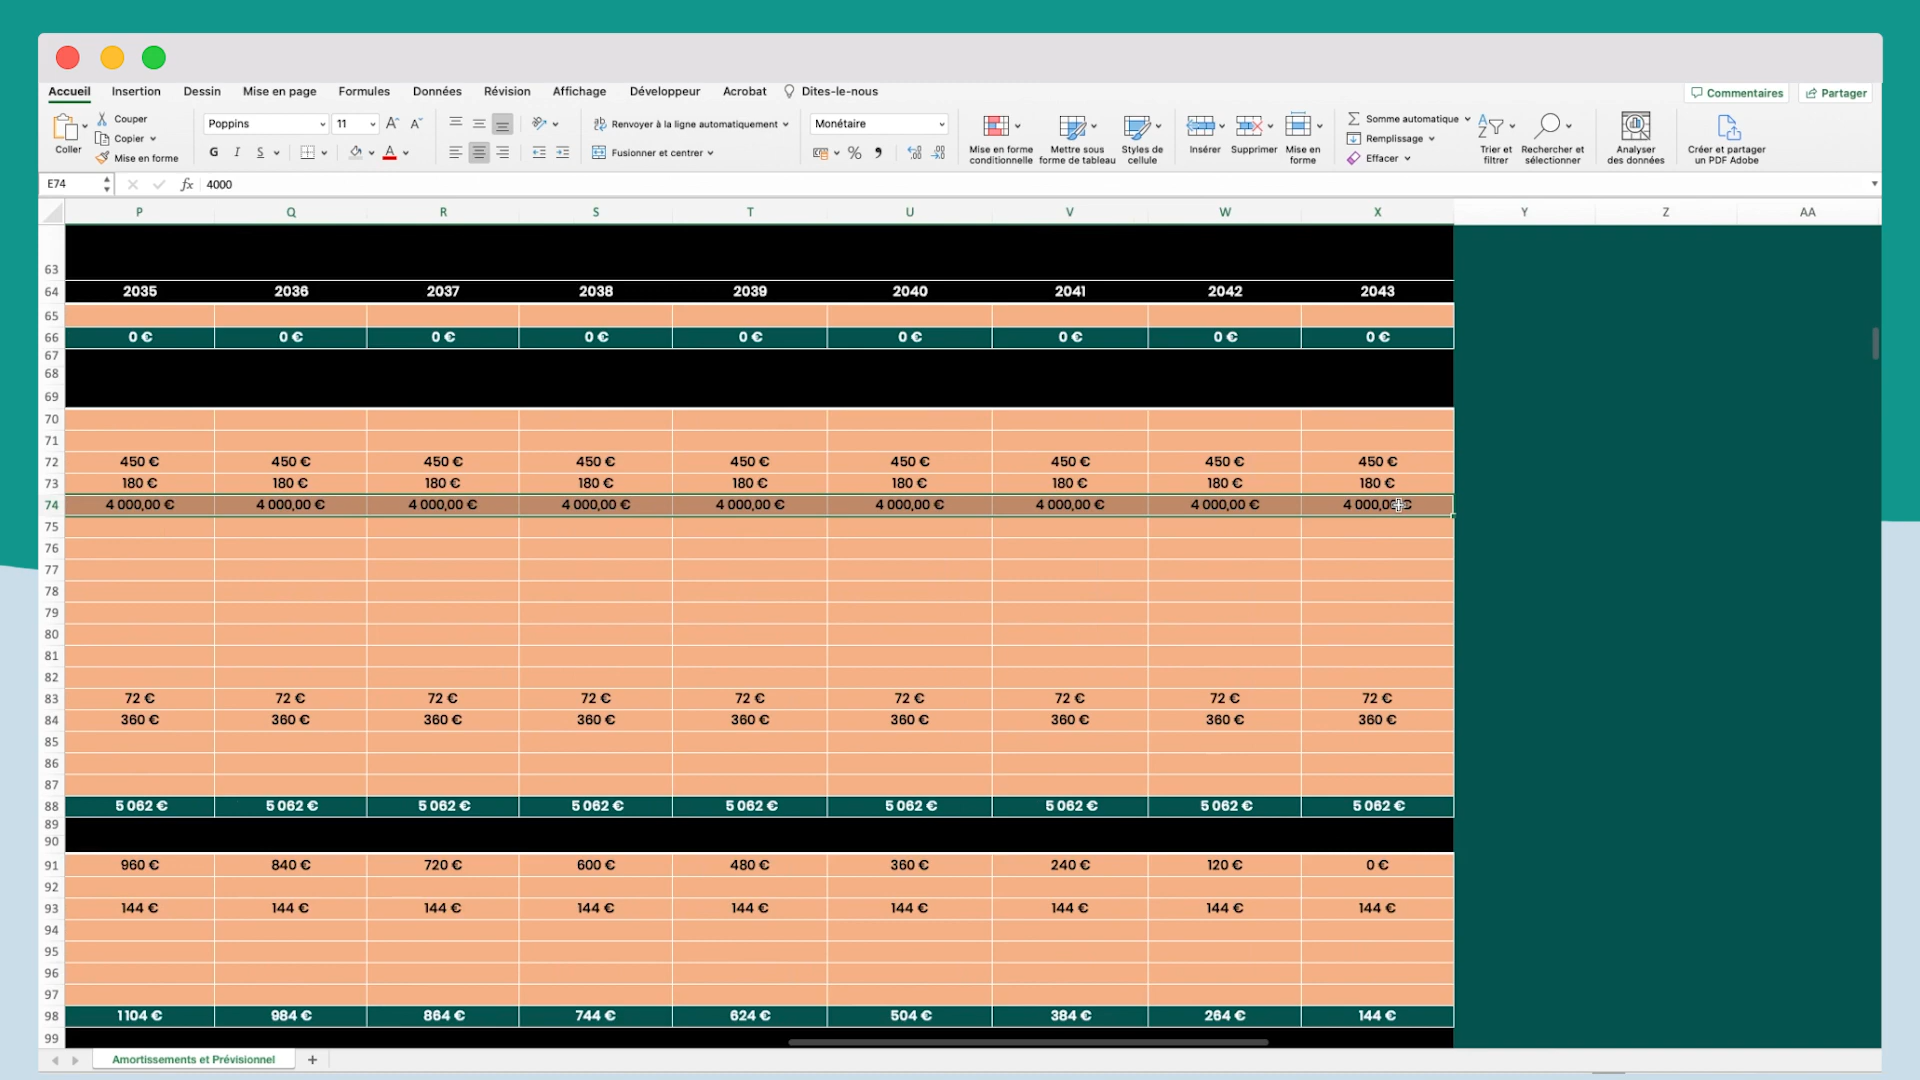 Accueil Insertion Dessin Mise en page Formules Données Révision Affichage Développeur Acrobat Dites-le-nous Commentaires Partager
Coller
Couper
Copier
Mise en forme
Poppins 11
G I S
Renvoyer à la ligne automatiquement
Fusionner et centrer
Monétaire
%
Mise en forme conditionnelle
Mettre sous forme de tableau
Styles de cellule
Insérer
Supprimer
Mise en forme
Somme automatique
Remplissage
Effacer
Trier et filtrer
Rechercher et sélectionner
Analyser des données
Créer et partager un PDF Adobe
E74 fx 4000
P Q R S T U V W X Y Z AA
63
64 2035 2036 2037 2038 2039 2040 2041 2042 2043
65
66 0 € 0 € 0 € 0 € 0 € 0 € 0 € 0 € 0 €
67
68
69
70
71
72 450 € 450 € 450 € 450 € 450 € 450 € 450 € 450 € 450 €
73 180 € 180 € 180 € 180 € 180 € 180 € 180 € 180 € 180 €
74 4 000,00 € 4 000,00 € 4 000,00 € 4 000,00 € 4 000,00 € 4 000,00 € 4 000,00 € 4 000,00 € 4 000,00 €
75
76
77
78
79
80
81
82
83 72 € 72 € 72 € 72 € 72 € 72 € 72 € 72 € 72 €
84 360 € 360 € 360 € 360 € 360 € 360 € 360 € 360 € 360 €
85
86
87
88 5 062 € 5 062 € 5 062 € 5 062 € 5 062 € 5 062 € 5 062 € 5 062 € 5 062 €
89
90
91 960 € 840 € 720 € 600 € 480 € 360 € 240 € 120 € 0 €
92
93 144 € 144 € 144 € 144 € 144 € 144 € 144 € 144 € 144 €
94
95
96
97
98 1 104 € 984 € 864 € 744 € 624 € 504 € 384 € 264 € 144 €
99
Amortissements et Prévisionnel +